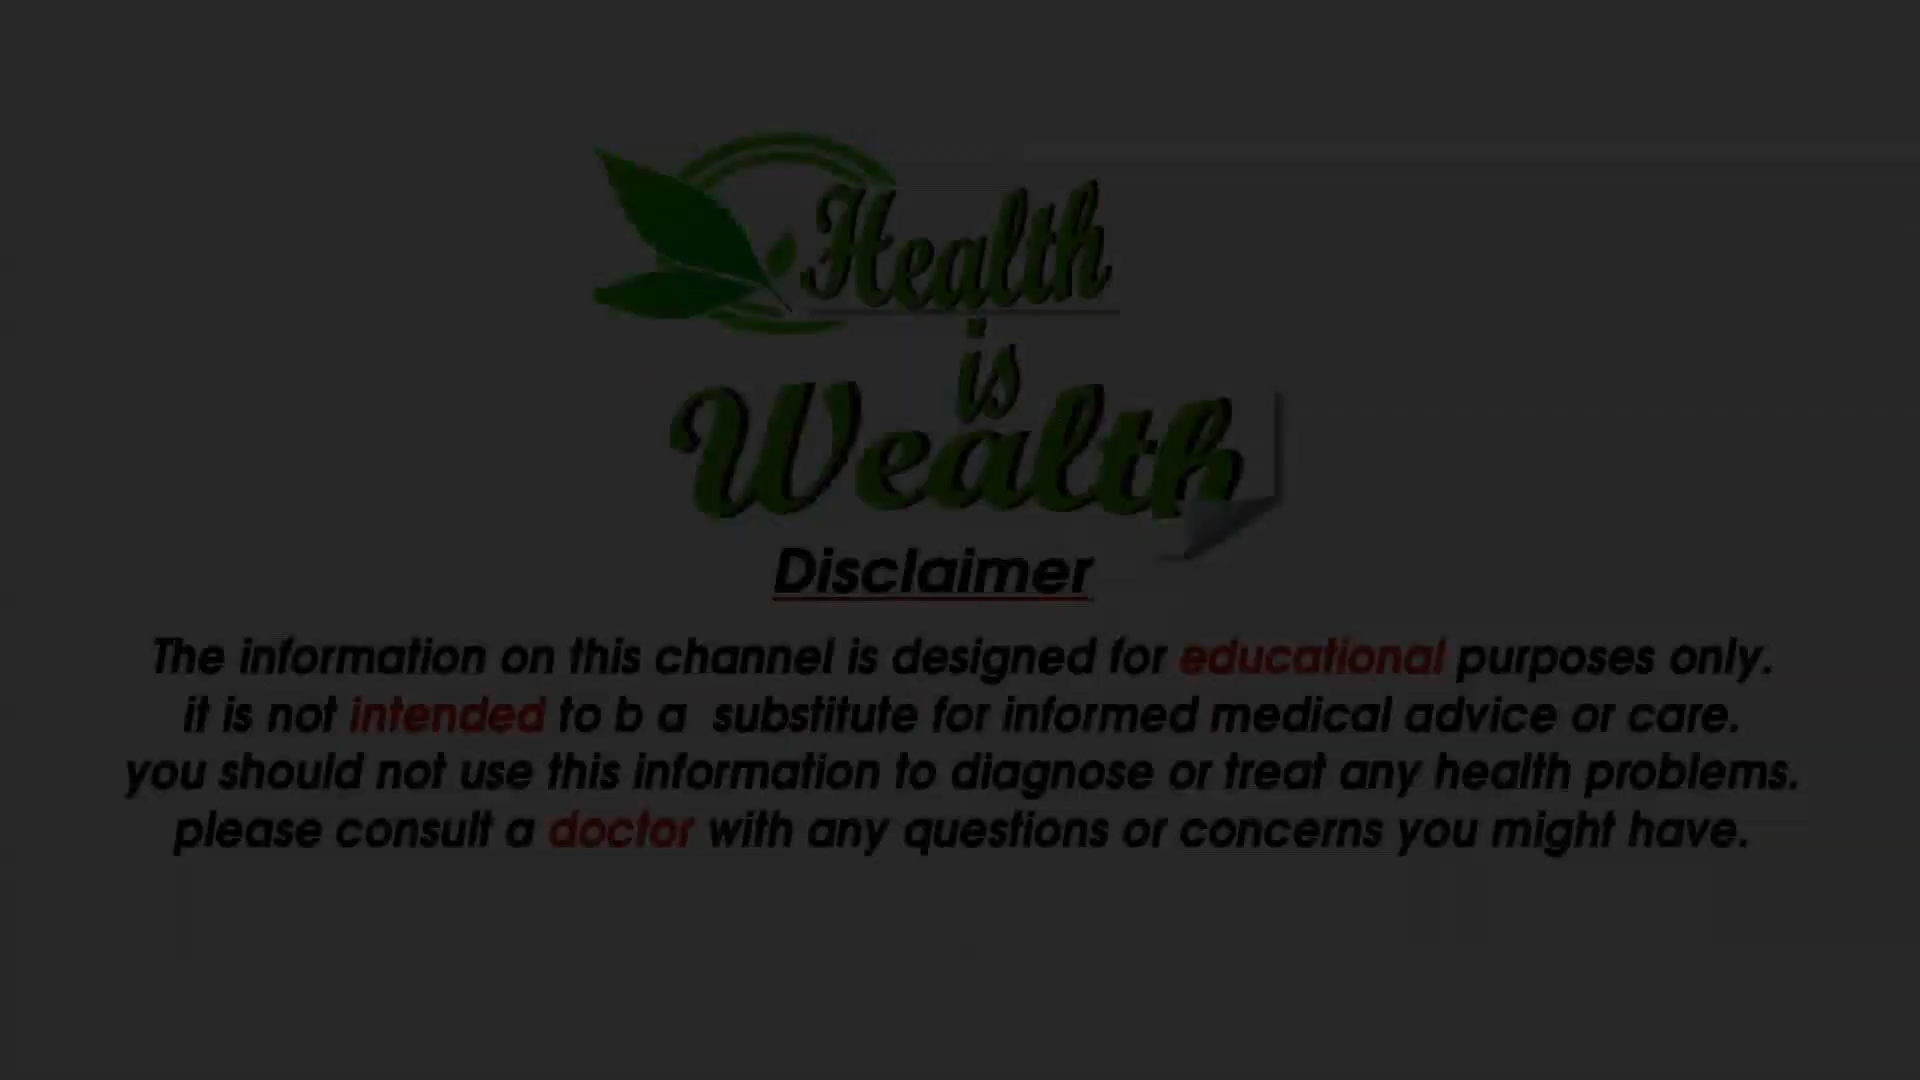 Health
is
Wealth
Disclaimer
The information on this channel is designed for educational purposes only.
it is not intended to b a substitute for informed medical advice or care.
you should not use this information to diagnose or treat any health problems.
please consult a doctor with any questions or concerns you might have.